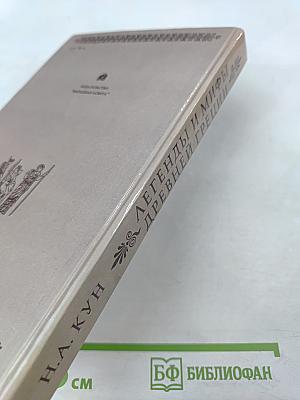 Н.А. КУН
ЛЕГЕНДЫ И МИФЫ
ДРЕВНЕЙ ГРЕЦИИ
см
БФ БИБЛИОФАН